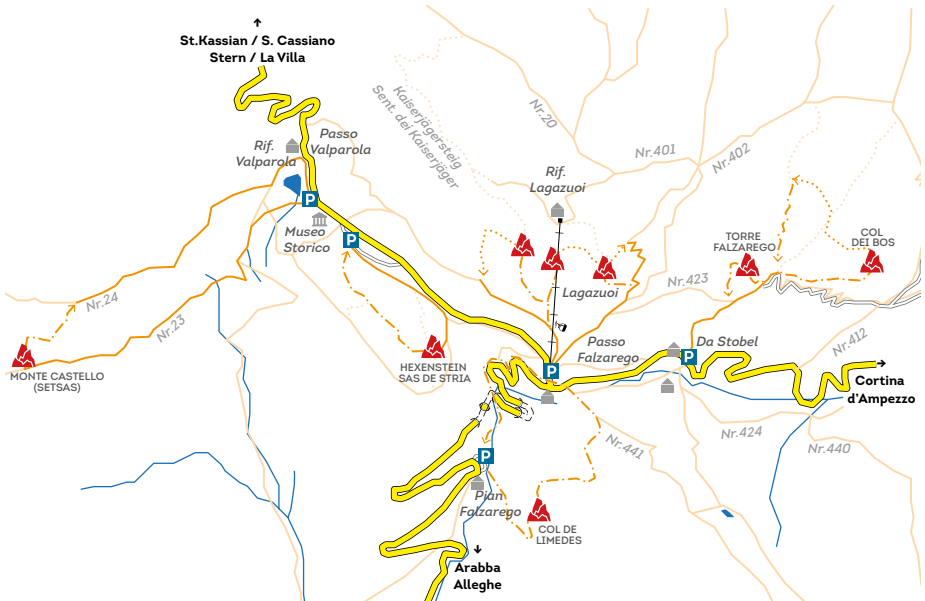 St.Kassian / S. Cassiano
Stern / La Villa
Kaiserjägersteig
Sent. dei Kaiserjäger
Nr.20
Passo
Valparola
Rif.
Valparola
Nr.401
Nr.402
Rif.
Lagazuoi
P
Museo
Storico
P
TORRE
FALZAREGO
COL
DEI BOS
Lagazuoi
Nr.423
Nr.24
Nr.23
MONTE CASTELLO
(SETSAS)
HEXENSTEIN
SAS DE STRIA
Passo
Falzarego
Da Stobel
Nr.412
P
P
Cortina
d'Ampezzo
Nr.441
Nr.424
Nr.440
P
Pian
Falzarego
COL DE
LIMEDES
Arabba
Alleghe